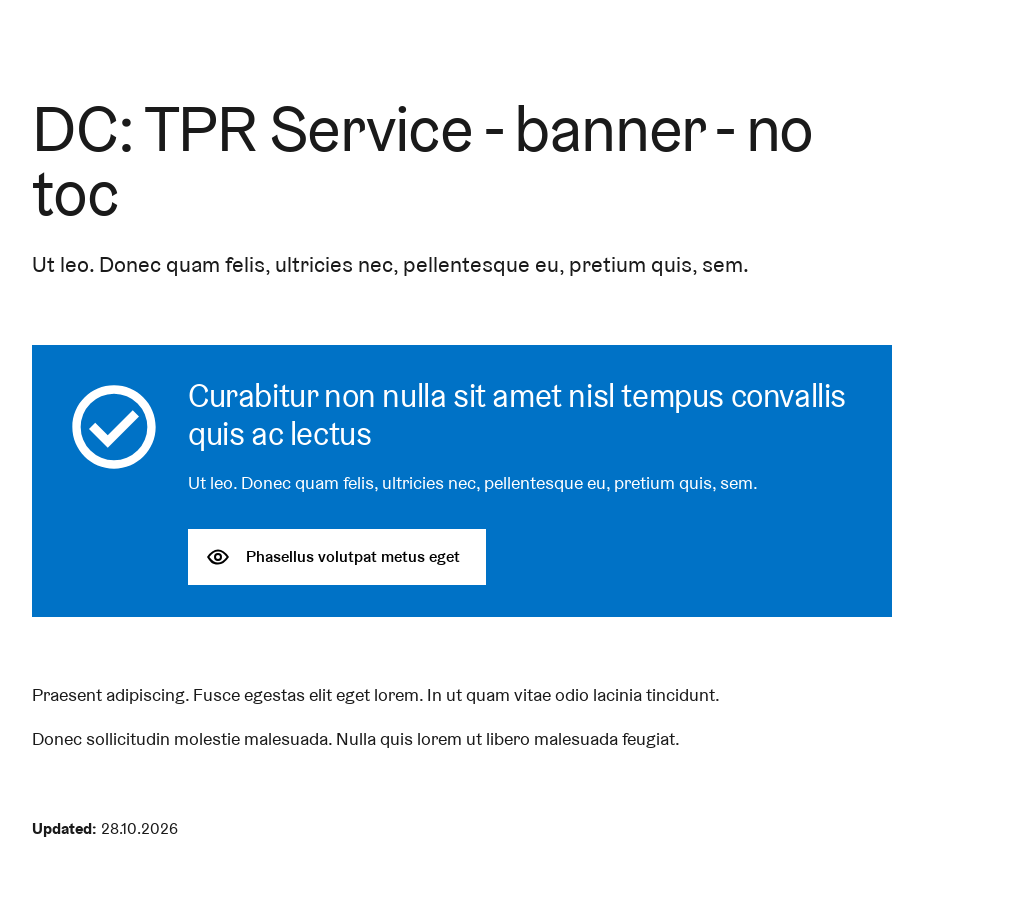 DC: TPR Service - banner - no
toc
Ut leo. Donec quam felis, ultricies nec, pellentesque eu, pretium quis, sem.
Curabitur non nulla sit amet nisl tempus convallis
quis ac lectus
Ut leo. Donec quam felis, ultricies nec, pellentesque eu, pretium quis, sem.
Phasellus volutpat metus eget
Praesent adipiscing. Fusce egestas elit eget lorem. In ut quam vitae odio lacinia tincidunt.
Donec sollicitudin molestie malesuada. Nulla quis lorem ut libero malesuada feugiat.
Updated: 28.10.2026